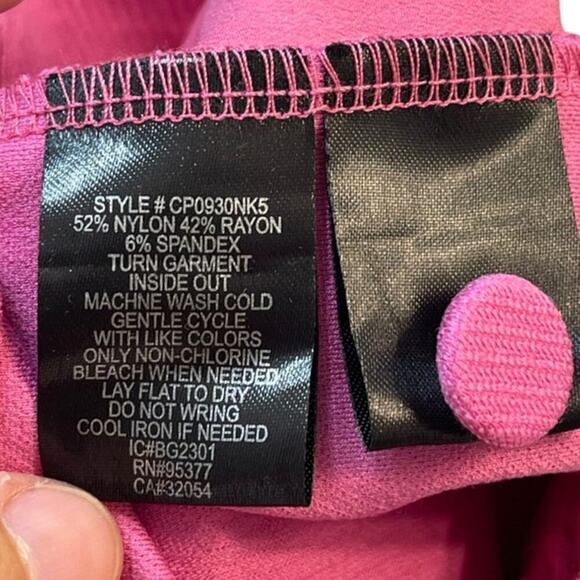 STYLE # CP0930NK5
52% NYLON 42% RAYON
6% SPANDEX
TURN GARMENT
INSIDE OUT
MACHNE WASH COLD
GENTLE CYCLE
WITH LIKE COLORS
ONLY NON-CHLORINE
BLEACH WHEN NEEDED
LAY FLAT TO DRY
DO NOT WRING
COOL IRON IF NEEDED
IC#BG2301
RN#95377
CA#32054